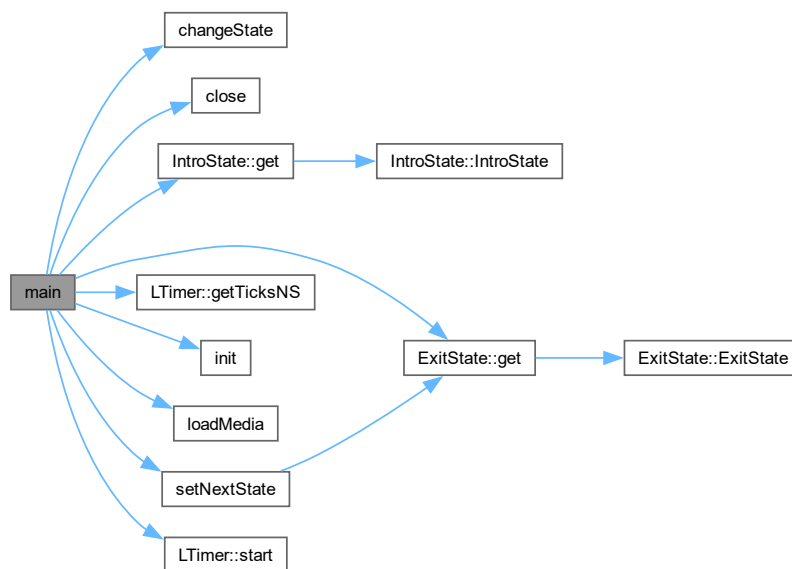 changeState
close
IntroState::get
IntroState::IntroState
main
LTimer::getTicksNS
init
ExitState::get
ExitState::ExitState
loadMedia
setNextState
LTimer::start